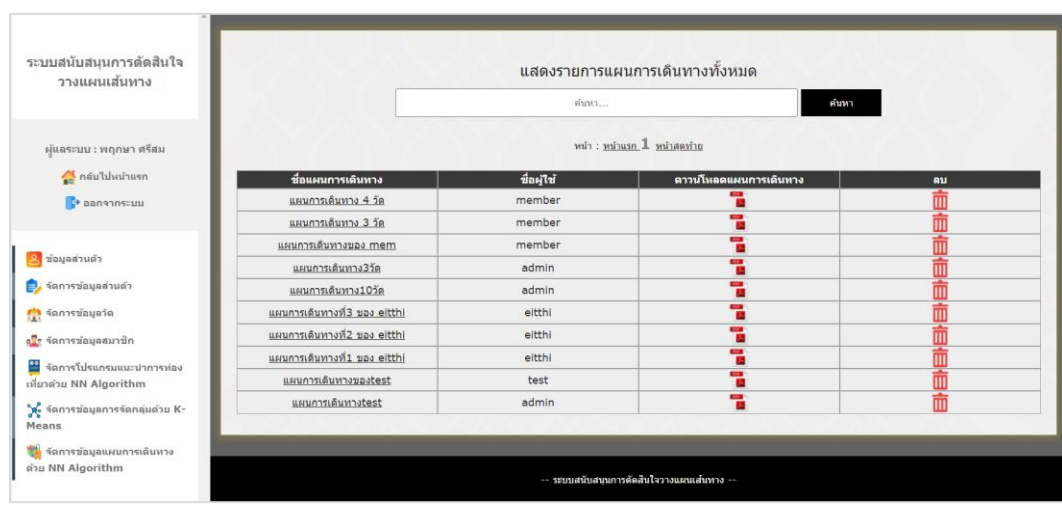 ระบบสนับสนุนการตัดสินใจ
วางแผนเส้นทาง
ผู้แลระบบ : พฤกษา ศรีสม
กลับไปหน้าแรก
ออกจากระบบ
ข้อมูลส่วนตัว
จัดการข้อมูลส่วนตัว
จัดการข้อมูลวัด
จัดการข้อมูลสมาชิก
จัดการโปรแกรมแนะนำการท่อง
เที่ยวด้วย NN Algorithm
จัดการข้อมูลการจัดกลุ่มด้วย K-
Means
จัดการข้อมูลแผนการเดินทาง
ด้วย NN Algorithm
แสดงรายการแผนการเดินทางทั้งหมด
ค้นหา... ค้นหา
หน้า : หน้าแรก 1 หน้าสุดท้าย
ชื่อแผนการเดินทาง ชื่อผู้ใช้ ดาวน์โหลดแผนการเดินทาง ลบ
แผนการเดินทาง 4 วัด member
แผนการเดินทาง 3 วัด member
แผนการเดินทางของ mem member
แผนการเดินทาง3วัด admin
แผนการเดินทาง10วัด admin
แผนการเดินทางที่3 ของ eitthi eitthi
แผนการเดินทางที่2 ของ eitthi eitthi
แผนการเดินทางที่1 ของ eitthi eitthi
แผนการเดินทางของtest test
แผนการเดินทางtest admin
-- ระบบสนับสนุนการตัดสินใจวางแผนเส้นทาง --